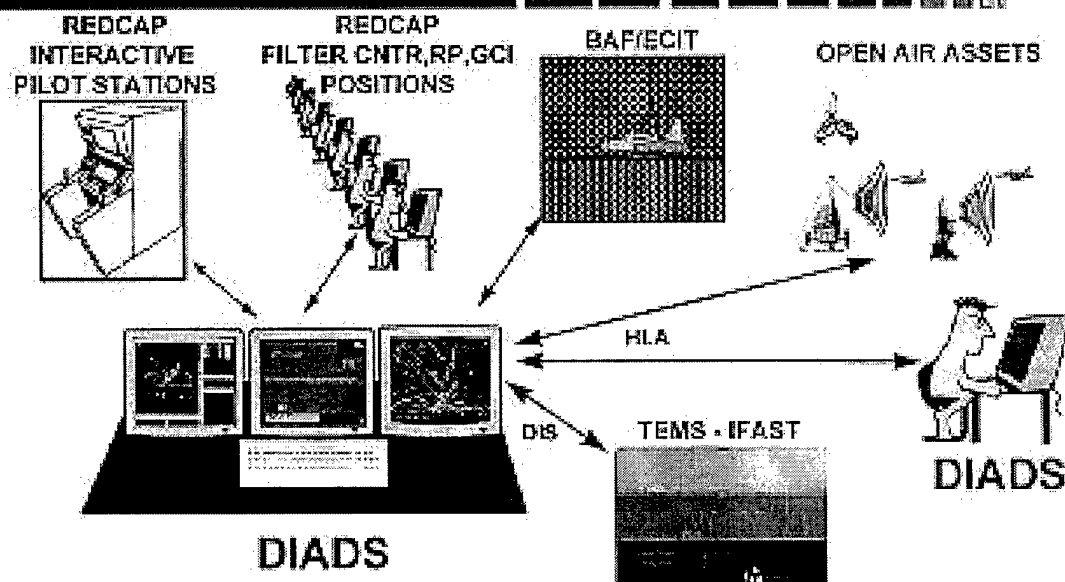 REDCAP
INTERACTIVE
PILOT STATIONS
REDCAP
FILTER CNTR,RP,GCI
POSITIONS
BAF/ECIT
OPEN AIR ASSETS
HLA
DIS
TEMS - IFAST
DIADS
DIADS